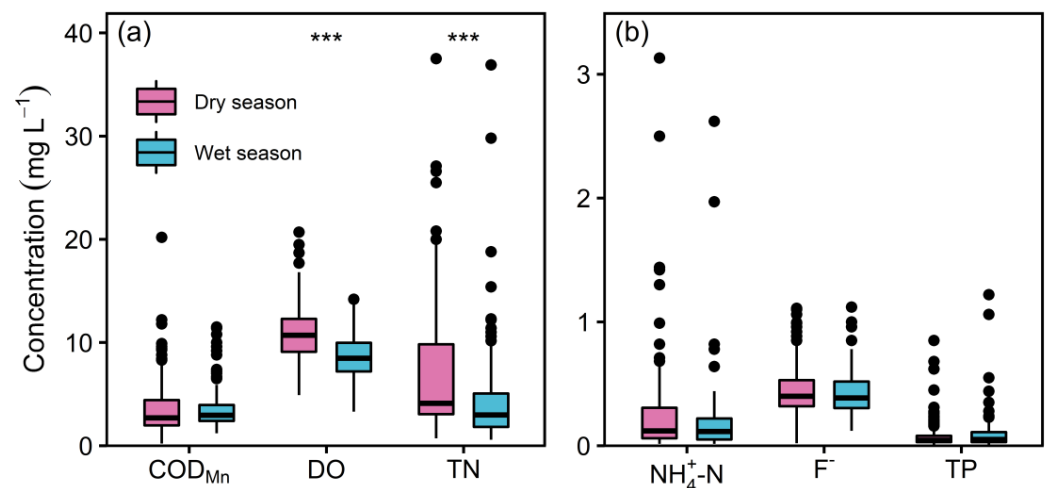 (a)
***
***
Dry season
Wet season
Concentration (mg L⁻¹)
40
30
20
10
0
COD_Mn DO TN
(b)
3
2
1
0
NH₄⁺-N F⁻ TP